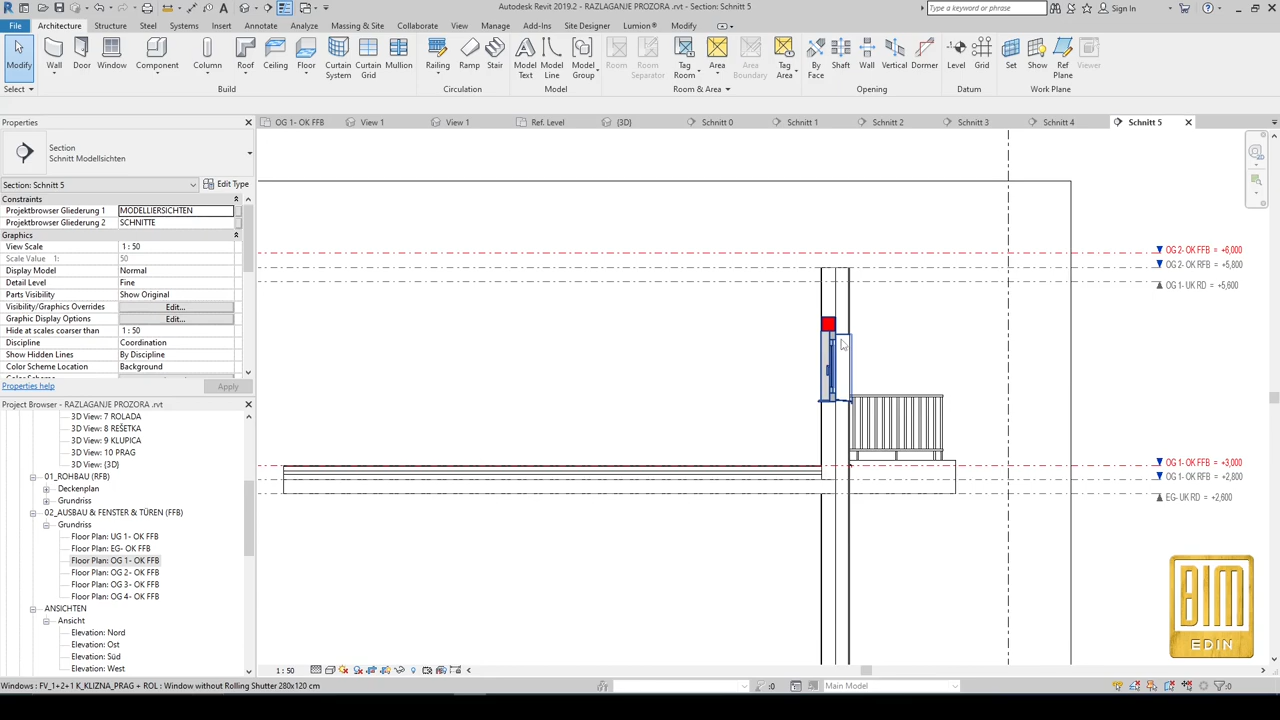 Autodesk Revit 2019.2 - RAZLAGANJE PROZORA .rvt - Section: Schnitt 5
Type a keyword or phrase
Sign In
File Architecture Structure Steel Systems Insert Annotate Analyze Massing & Site Collaborate View Manage Add-Ins Site Designer Lumion® Modify
Modify Wall Door Window Component Column Roof Ceiling Floor Curtain System Curtain Grid Mullion Railing Ramp Stair Model Text Model Line Model Group Room Room Separator Tag Room Area Area Boundary Tag Area By Face Shaft Wall Vertical Dormer Level Grid Set Show Ref Plane Viewer
Select Build Circulation Model Room & Area Opening Datum Work Plane
Properties
OG 1- OK FFB View 1 View 1 Ref. Level {3D} Schnitt 0 Schnitt 1 Schnitt 2 Schnitt 3 Schnitt 4 Schnitt 5
Section
Schnitt Modellsichten
Section: Schnitt 5
Edit Type
Constraints
Projektbrowser Gliederung 1 MODELLIERSICHTEN
Projektbrowser Gliederung 2 SCHNITTE
Graphics
View Scale 1 : 50
Scale Value 1: 50
Display Model Normal
Detail Level Fine
Parts Visibility Show Original
Visibility/Graphics Overrides Edit...
Graphic Display Options Edit...
Hide at scales coarser than 1 : 50
Discipline Coordination
Show Hidden Lines By Discipline
Color Scheme Location Background
Properties help
Apply
Project Browser - RAZLAGANJE PROZORA .rvt
3D View: 7 ROLADA
3D View: 8 REŠETKA
3D View: 9 KLUPICA
3D View: 10 PRAG
3D View: {3D}
01_ROHBAU (RFB)
Deckenplan
Grundriss
02_AUSBAU & FENSTER & TÜREN (FFB)
Grundriss
Floor Plan: UG 1- OK FFB
Floor Plan: EG- OK FFB
Floor Plan: OG 1- OK FFB
Floor Plan: OG 2- OK FFB
Floor Plan: OG 3- OK FFB
Floor Plan: OG 4- OK FFB
ANSICHTEN
Ansicht
Elevation: Nord
Elevation: Ost
Elevation: Süd
Elevation: West
OG 2- OK FFB = +6,000
OG 2- OK RFB = +5,800
OG 1- UK RD = +5,600
OG 1- OK FFB = +3,000
OG 1- OK RFB = +2,800
EG- UK RD = +2,600
BIM
EDIN
1 : 50
Windows : FV_1+2+1 K_KLIZNA_PRAG + ROL : Window without Rolling Shutter 280x120 cm
:0
Main Model
:0